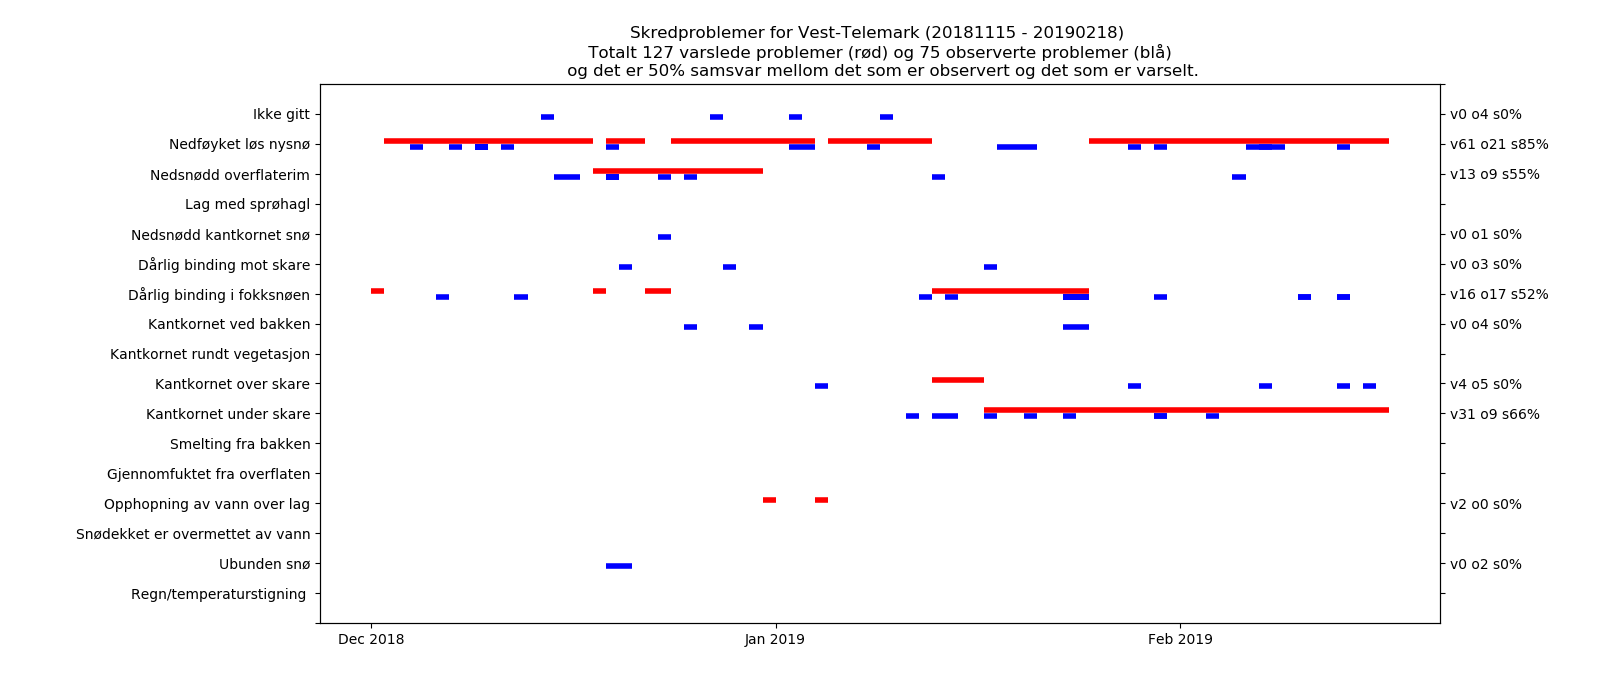 Skredproblemer for Vest-Telemark (20181115 - 20190218)
Totalt 127 varslede problemer (rød) og 75 observerte problemer (blå)
og det er 50% samsvar mellom det som er observert og det som er varselt.
Ikke gitt v0 o4 s0%
Nedføyket løs nysnø v61 o21 s85%
Nedsnødd overflaterim v13 o9 s55%
Lag med sprøhagl
Nedsnødd kantkornet snø v0 o1 s0%
Dårlig binding mot skare v0 o3 s0%
Dårlig binding i fokksnøen v16 o17 s52%
Kantkornet ved bakken v0 o4 s0%
Kantkornet rundt vegetasjon
Kantkornet over skare v4 o5 s0%
Kantkornet under skare v31 o9 s66%
Smelting fra bakken
Gjennomfuktet fra overflaten
Opphopning av vann over lag v2 o0 s0%
Snødekket er overmettet av vann
Ubunden snø v0 o2 s0%
Regn/temperaturstigning
Dec 2018 Jan 2019 Feb 2019